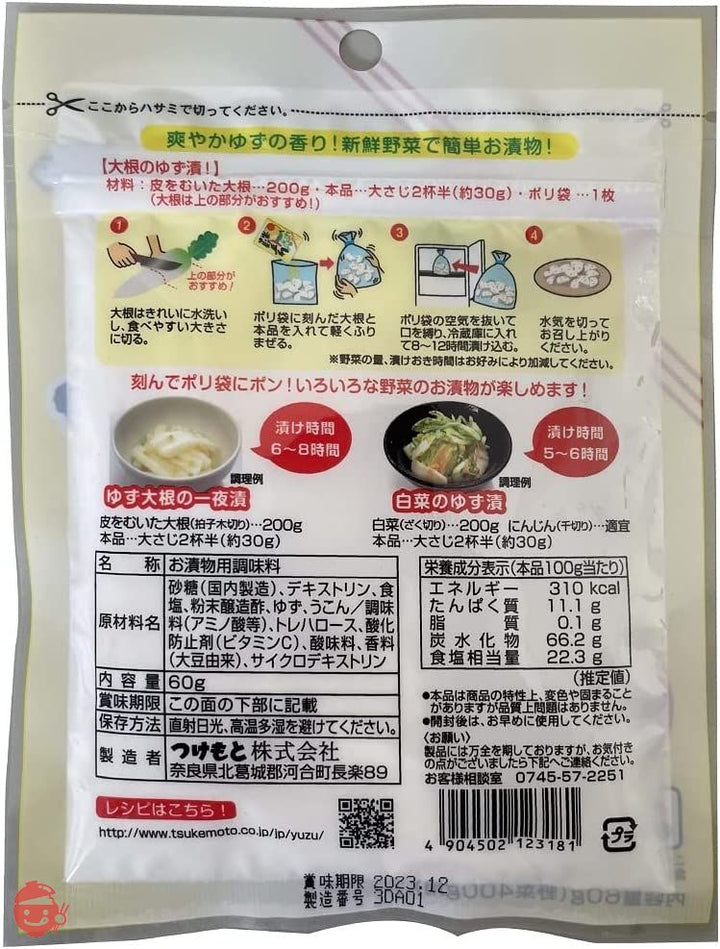 ここからハサミで切ってください。
爽やかゆずの香り!新鮮野菜で簡単お漬物!
【大根のゆず漬!】
材料：皮をむいた大根…200g・本品…大さじ2杯半(約30g)・ポリ袋…1枚
(大根は上の部分がおすすめ!)
1
上の部分が
おすすめ!
大根はきれいに水洗い
し、食べやすい大きさ
に切る。
2
ポリ袋に刻んだ大根と
本品を入れて軽くふり
まぜる。
3
ポリ袋の空気を抜いて
口を縛り、冷蔵庫に入れ
て8〜12時間漬け込む。
4
水気を切って
お召し上がり
ください。
※野菜の量、漬けおき時間はお好みにより加減してください。
刻んでポリ袋にポン!いろいろな野菜のお漬物が楽しめます!
漬け時間
6〜8時間
調理例
ゆず大根の一夜漬
皮をむいた大根(拍子木切り)…200g
本品…大さじ2杯半(約30g)
漬け時間
5〜6時間
調理例
白菜のゆず漬
白菜(ざく切り)…200g にんじん(千切り)…適宜
本品…大さじ2杯半(約30g)
名称 お漬物用調味料
原材料名 砂糖(国内製造)、デキストリン、食
塩、粉末醸造酢、ゆず、うこん／調味
料(アミノ酸等)、トレハロース、酸化
防止剤(ビタミンC)、酸味料、香料
(大豆由来)、サイクロデキストリン
内容量 60g
賞味期限 この面の下部に記載
保存方法 直射日光、高温多湿を避けてください。
製造者 つけもと株式会社
奈良県北葛城郡河合町長楽89
栄養成分表示(本品100g当たり)
エネルギー 310 kcal
たんぱく質 11.1 g
脂質 0.1 g
炭水化物 66.2 g
食塩相当量 22.3 g
(推定値)
●本品は商品の特性上、変色や固まること
がありますが品質上問題はありません。
●開封後は、お早めに使用してください。
〈お願い〉
製品には万全を期しておりますが、お気付き
の点がございましたら下記へご連絡ください。
お客様相談室 0745-57-2251
レシピはこちら!
http://www.tsukemoto.co.jp/jp/yuzu/
4 904502 123181
プラ
賞味期限 2023.12
製造番号 3DA01